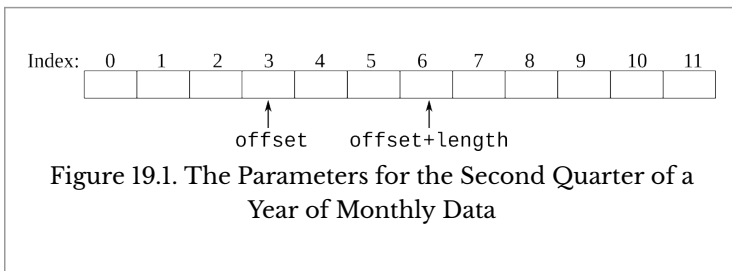 Index: 0 1 2 3 4 5 6 7 8 9 10 11
offset offset+length
Figure 19.1. The Parameters for the Second Quarter of a
Year of Monthly Data